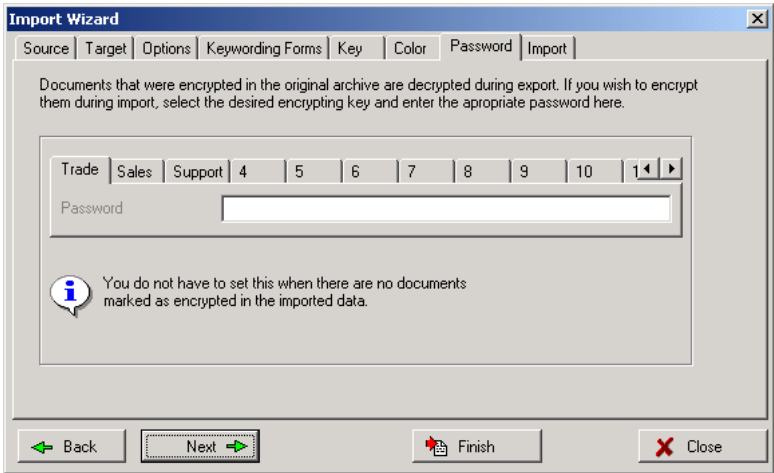 Import Wizard
Source Target Options Keywording Forms Key Color Password Import
Documents that were encrypted in the original archive are decrypted during export. If you wish to encrypt
them during import, select the desired encrypting key and enter the apropriate password here.
Trade Sales Support 4 5 6 7 8 9 10 1
Password
You do not have to set this when there are no documents
marked as encrypted in the imported data.
Back Next Finish Close